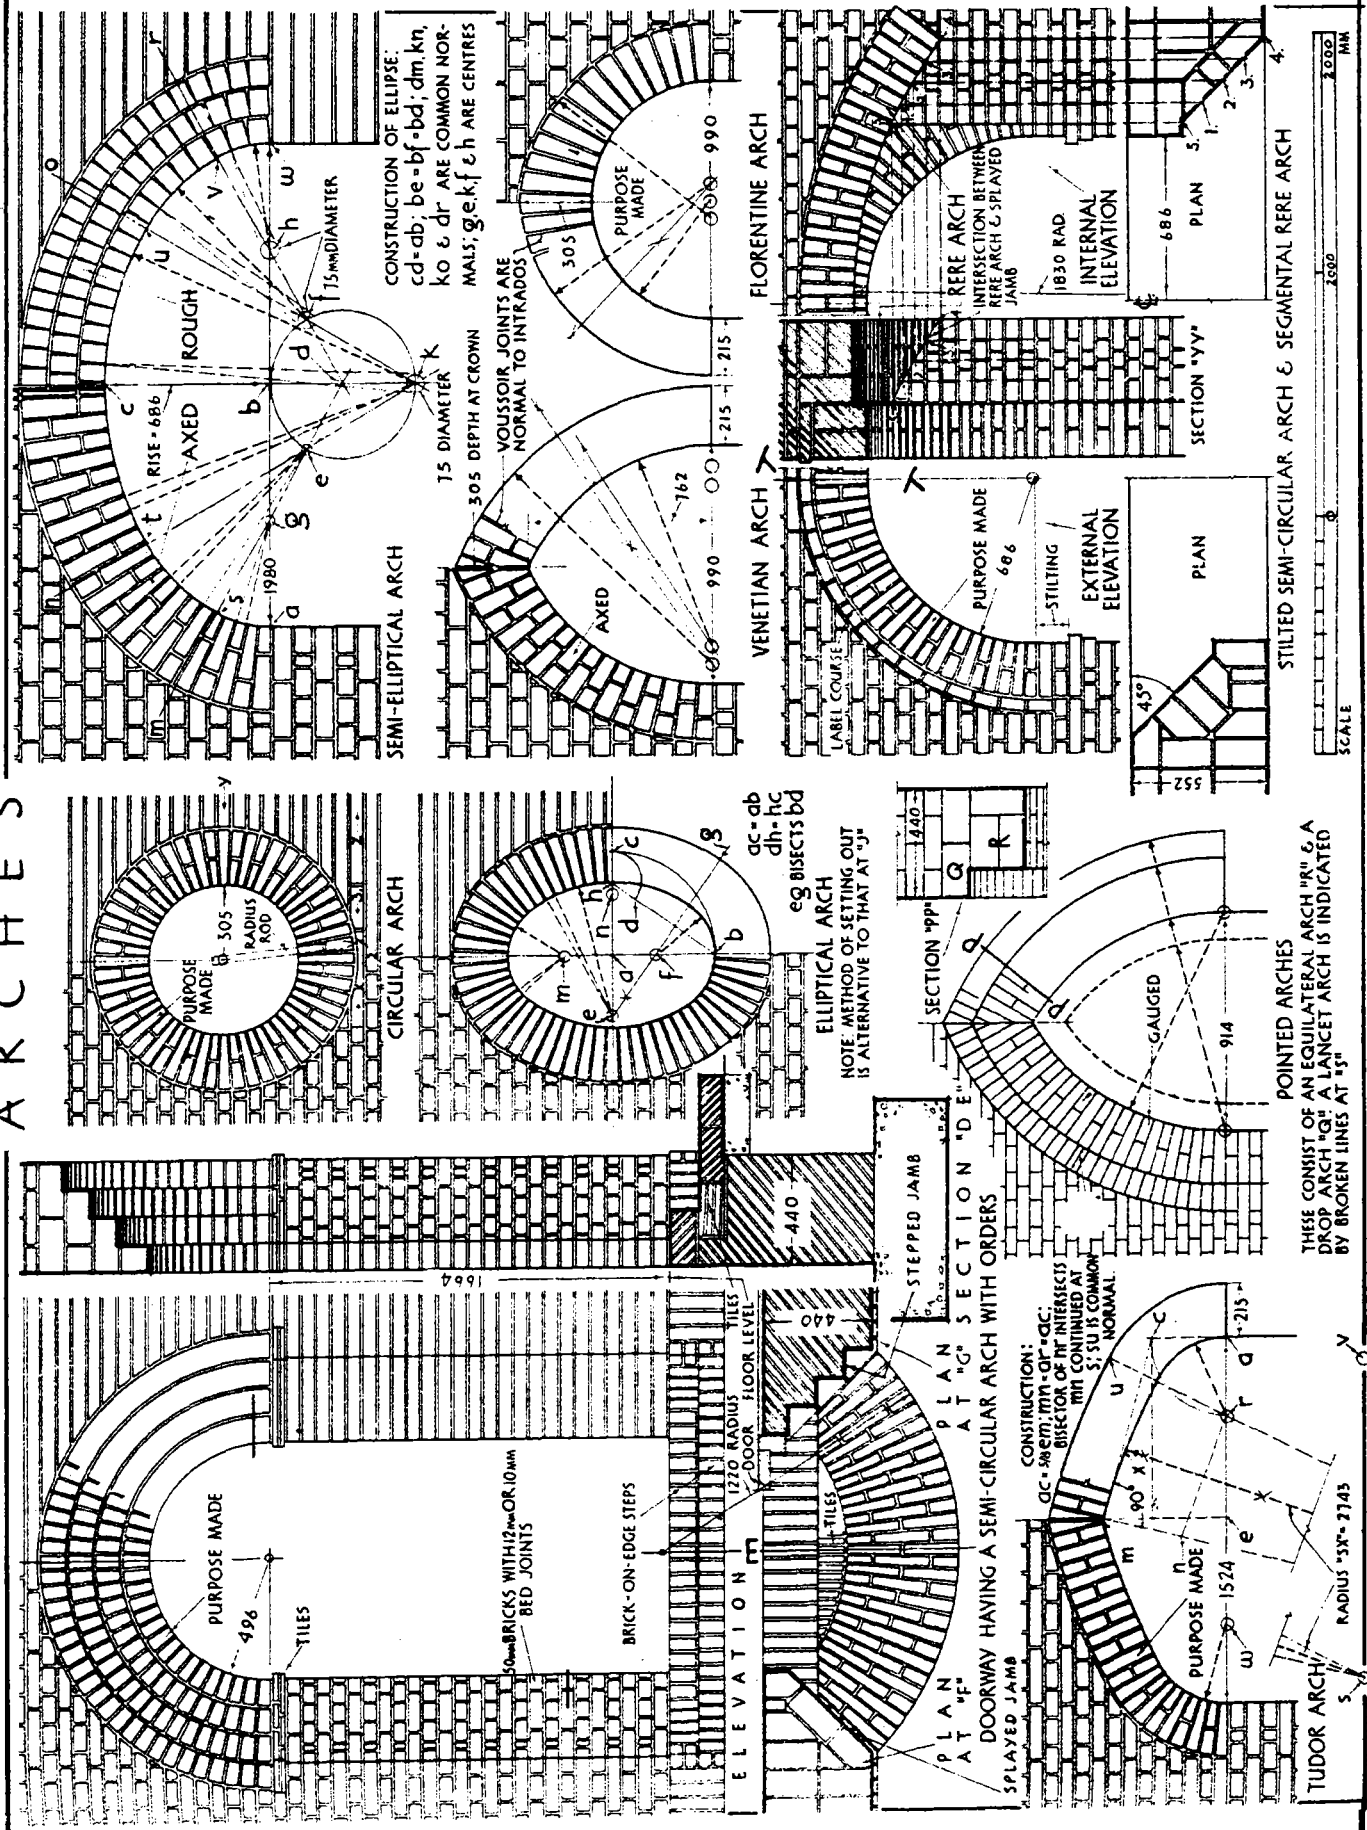 ARCHES
PURPOSE MADE
496
TILES
50mm BRICKS WITH 12mm OR 10MM
BED JOINTS
BRICK-ON-EDGE STEPS
1664
ELEVATION
E
1220 RADIUS
DOOR
TILES
FLOOR LEVEL
440
440
TILES
STEPPED JAMB
PLAN
AT "F"
PLAN
AT "G"
SECTION "DE"
DOORWAY HAVING A SEMI-CIRCULAR ARCH WITH ORDERS
SPLAYED JAMB
CONSTRUCTION:
BISECTOR OF nr INTERSECTS
mn CONTINUED AT
S; SU IS COMMON
NORMAL.
u
c
90°
m
n
e
r
a
w
215
1524
PURPOSE MADE
S
V
TUDOR ARCH
RADIUS "SX" = 2743
PURPOSE
MADE
305
RADIUS
ROD
y
CIRCULAR ARCH
m
n
h
c
e
a
d
f
b
g
ac=ab
dh=hc
eg BISECTS bd
ELLIPTICAL ARCH
NOTE: METHOD OF SETTING OUT
IS ALTERNATIVE TO THAT AT "J"
SECTION "PP"
440
Q
R
GAUGED
914
POINTED ARCHES
THESE CONSIST OF AN EQUILATERAL ARCH "R" & A
DROP ARCH "Q". A LANCET ARCH IS INDICATED
BY BROKEN LINES AT "S"
m
n
o
r
c
t
u
v
s
RISE = 686
AXED
ROUGH
1980
a
b
d
e
f
g
h
w
k
75MM DIAMETER
75 DIAMETER
SEMI-ELLIPTICAL ARCH
CONSTRUCTION OF ELLIPSE:
cd=ab; be=bf=bd; dm, kn,
ko & dr ARE COMMON NOR-
MALS; g,e,k,f & h ARE CENTRES
305 DEPTH AT CROWN
VOUSSOIR JOINTS ARE
NORMAL TO INTRADOS
AXED
762
990
215
VENETIAN ARCH
305
PURPOSE
MADE
215
990
FLORENTINE ARCH
LABEL COURSE
PURPOSE MADE
686
STILTING
EXTERNAL
ELEVATION
PLAN
45°
552
SECTION "YY"
RERE ARCH
INTERSECTION BETWEEN
RERE ARCH & SPLAYED
JAMB
1830 RAD.
INTERNAL
ELEVATION
686
PLAN
5.
1.
2.
3.
4.
STILTED SEMI-CIRCULAR ARCH & SEGMENTAL RERE ARCH
SCALE
2000
2000
MM